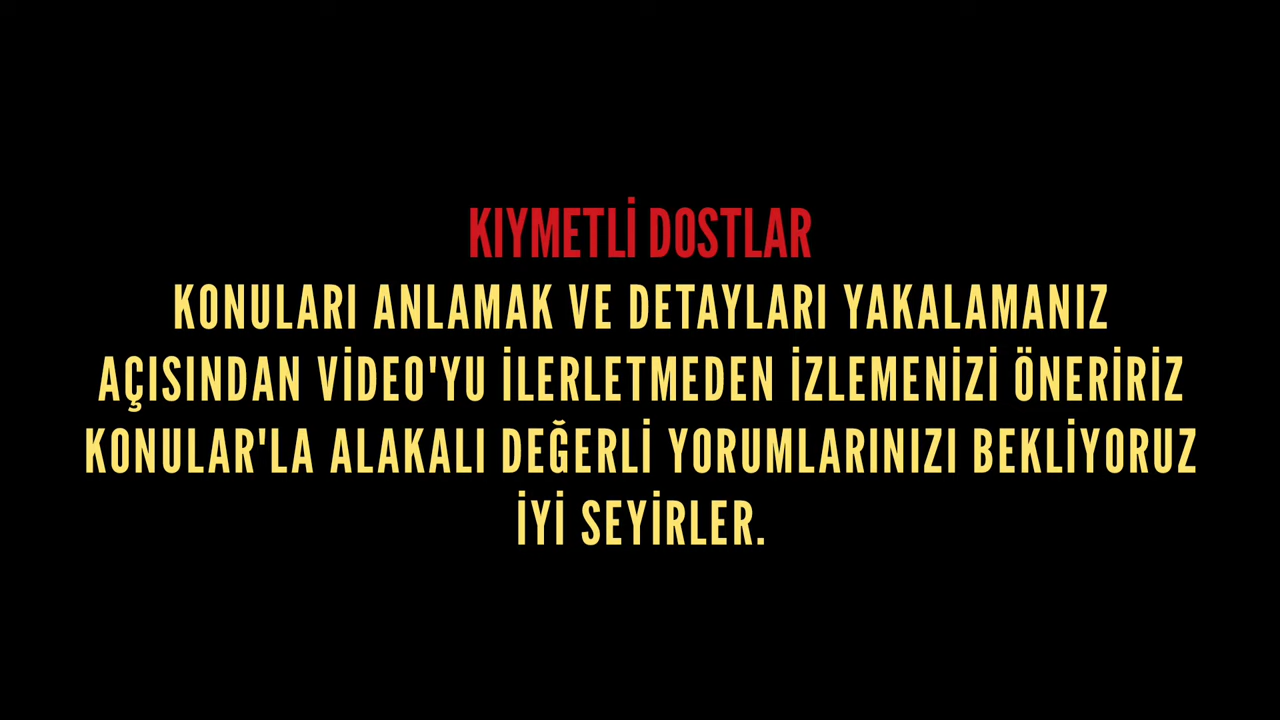 KIYMETLİ DOSTLAR
KONULARI ANLAMAK VE DETAYLARI YAKALAMANIZ
AÇISINDAN VİDEO'YU İLERLETMEDEN İZLEMENİZİ ÖNERİRİZ
KONULAR'LA ALAKALI DEĞERLİ YORUMLARINIZI BEKLİYORUZ
İYİ SEYİRLER.